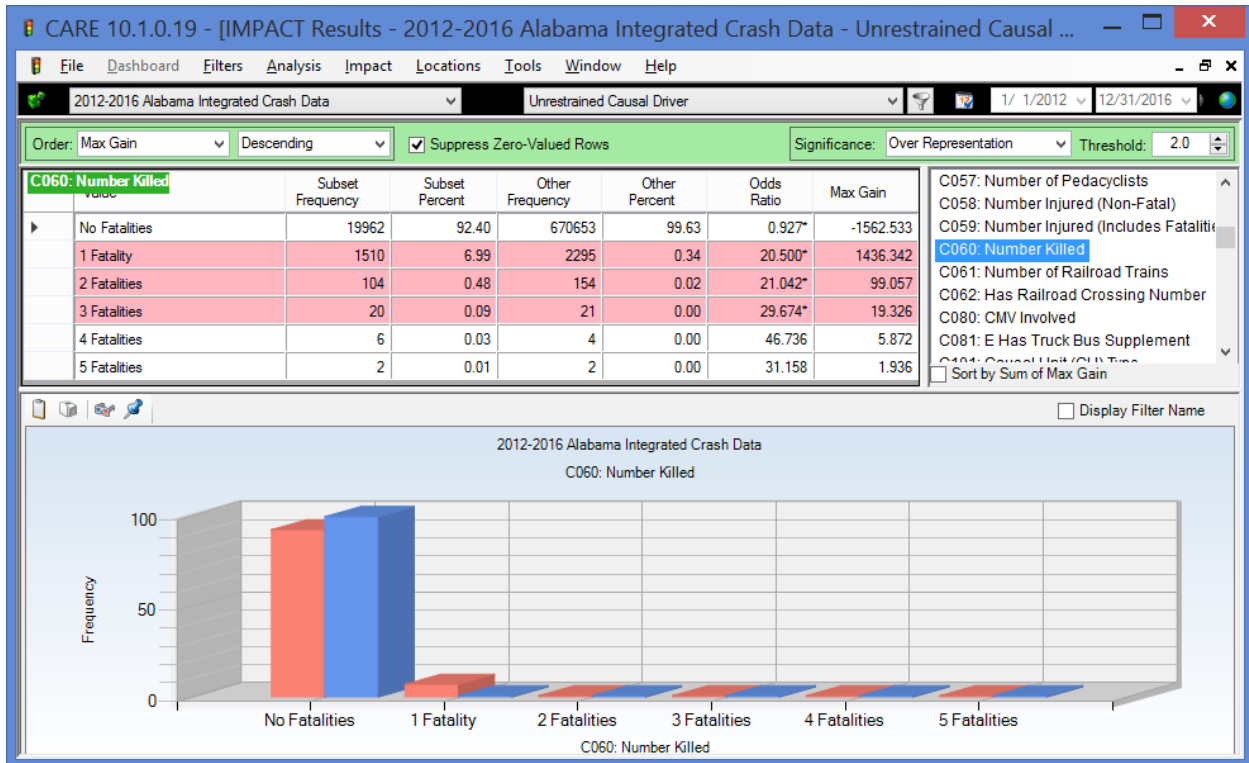 CARE 10.1.0.19 - [IMPACT Results - 2012-2016 Alabama Integrated Crash Data - Unrestrained Causal ...
File Dashboard Filters Analysis Impact Locations Tools Window Help
2012-2016 Alabama Integrated Crash Data Unrestrained Causal Driver 1/ 1/2012 12/31/2016
Order: Max Gain Descending Suppress Zero-Valued Rows Significance: Over Representation Threshold: 2.0
C060: Number Killed
Value Subset Frequency Subset Percent Other Frequency Other Percent Odds Ratio Max Gain
No Fatalities 19962 92.40 670653 99.63 0.927* -1562.533
1 Fatality 1510 6.99 2295 0.34 20.500* 1436.342
2 Fatalities 104 0.48 154 0.02 21.042* 99.057
3 Fatalities 20 0.09 21 0.00 29.674* 19.326
4 Fatalities 6 0.03 4 0.00 46.736 5.872
5 Fatalities 2 0.01 2 0.00 31.158 1.936
C057: Number of Pedacyclists
C058: Number Injured (Non-Fatal)
C059: Number Injured (Includes Fatalitie
C060: Number Killed
C061: Number of Railroad Trains
C062: Has Railroad Crossing Number
C080: CMV Involved
C081: E Has Truck Bus Supplement
Sort by Sum of Max Gain
Display Filter Name
2012-2016 Alabama Integrated Crash Data
C060: Number Killed
100
50
0
Frequency
No Fatalities 1 Fatality 2 Fatalities 3 Fatalities 4 Fatalities 5 Fatalities
C060: Number Killed